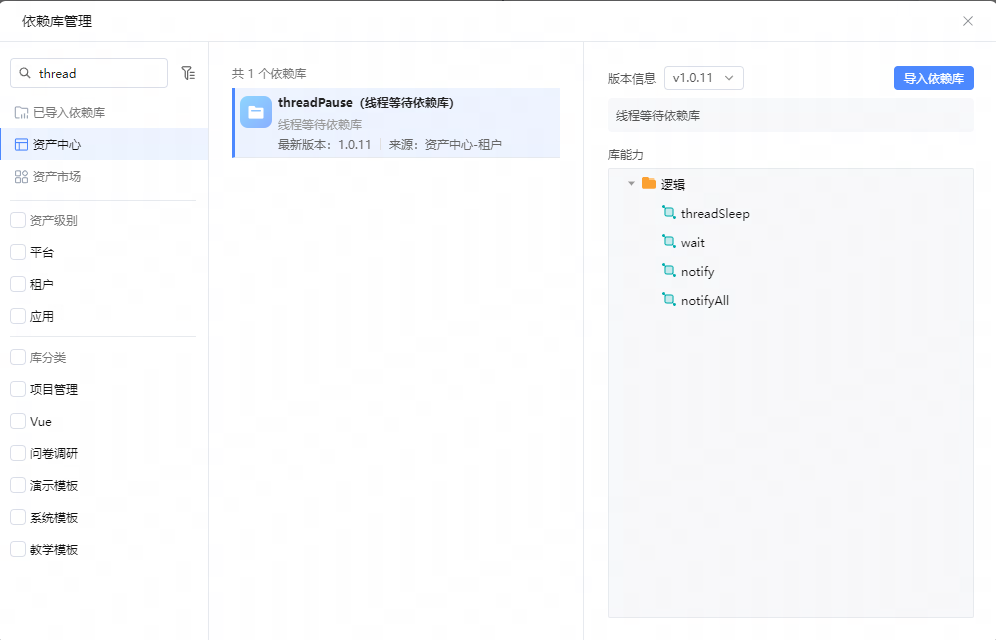 依赖库管理
thread
已导入依赖库
资产中心
资产市场
资产级别
平台
租户
应用
库分类
项目管理
Vue
问卷调研
演示模板
系统模板
教学模板
共 1 个依赖库
threadPause（线程等待依赖库）
线程等待依赖库
最新版本：1.0.11 来源：资产中心-租户
版本信息 v1.0.11 导入依赖库
线程等待依赖库
库能力
逻辑
threadSleep
wait
notify
notifyAll